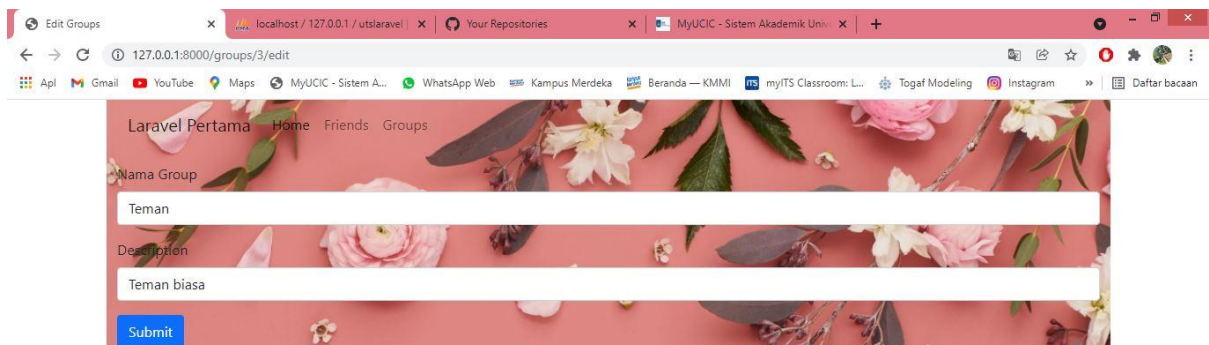 Edit Groups
localhost / 127.0.0.1 / utslaravel |
Your Repositories
MyUCIC - Sistem Akademik Univ
127.0.0.1:8000/groups/3/edit
Apl Gmail YouTube Maps MyUCIC - Sistem A... WhatsApp Web Kampus Merdeka Beranda — KMMI myITS Classroom: L... Togaf Modeling Instagram » Daftar bacaan
Laravel Pertama Home Friends Groups
Nama Group
Teman
Description
Teman biasa
Submit